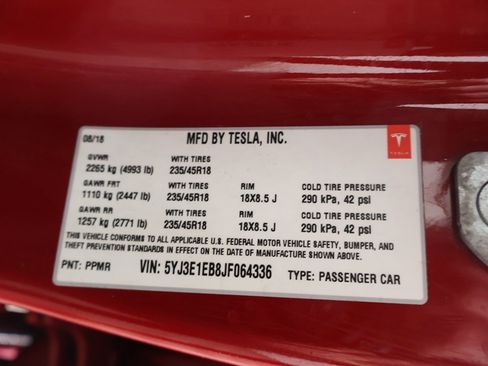 08/18 MFD BY TESLA, INC. TESLA
GVWR WITH TIRES
2265 kg (4993 lb) 235/45R18
GAWR FRT WITH TIRES RIM COLD TIRE PRESSURE
1110 kg (2447 lb) 235/45R18 18X8.5 J 290 kPa, 42 psi
GAWR RR WITH TIRES RIM COLD TIRE PRESSURE
1257 kg (2771 lb) 235/45R18 18X8.5 J 290 kPa, 42 psi
THIS VEHICLE CONFORMS TO ALL APPLICABLE U.S. FEDERAL MOTOR VEHICLE SAFETY, BUMPER, AND
THEFT PREVENTION STANDARDS IN EFFECT ON THE DATE OF MANUFACTURE SHOWN ABOVE.
PNT: PPMR VIN: 5YJ3E1EB8JF064336 TYPE: PASSENGER CAR